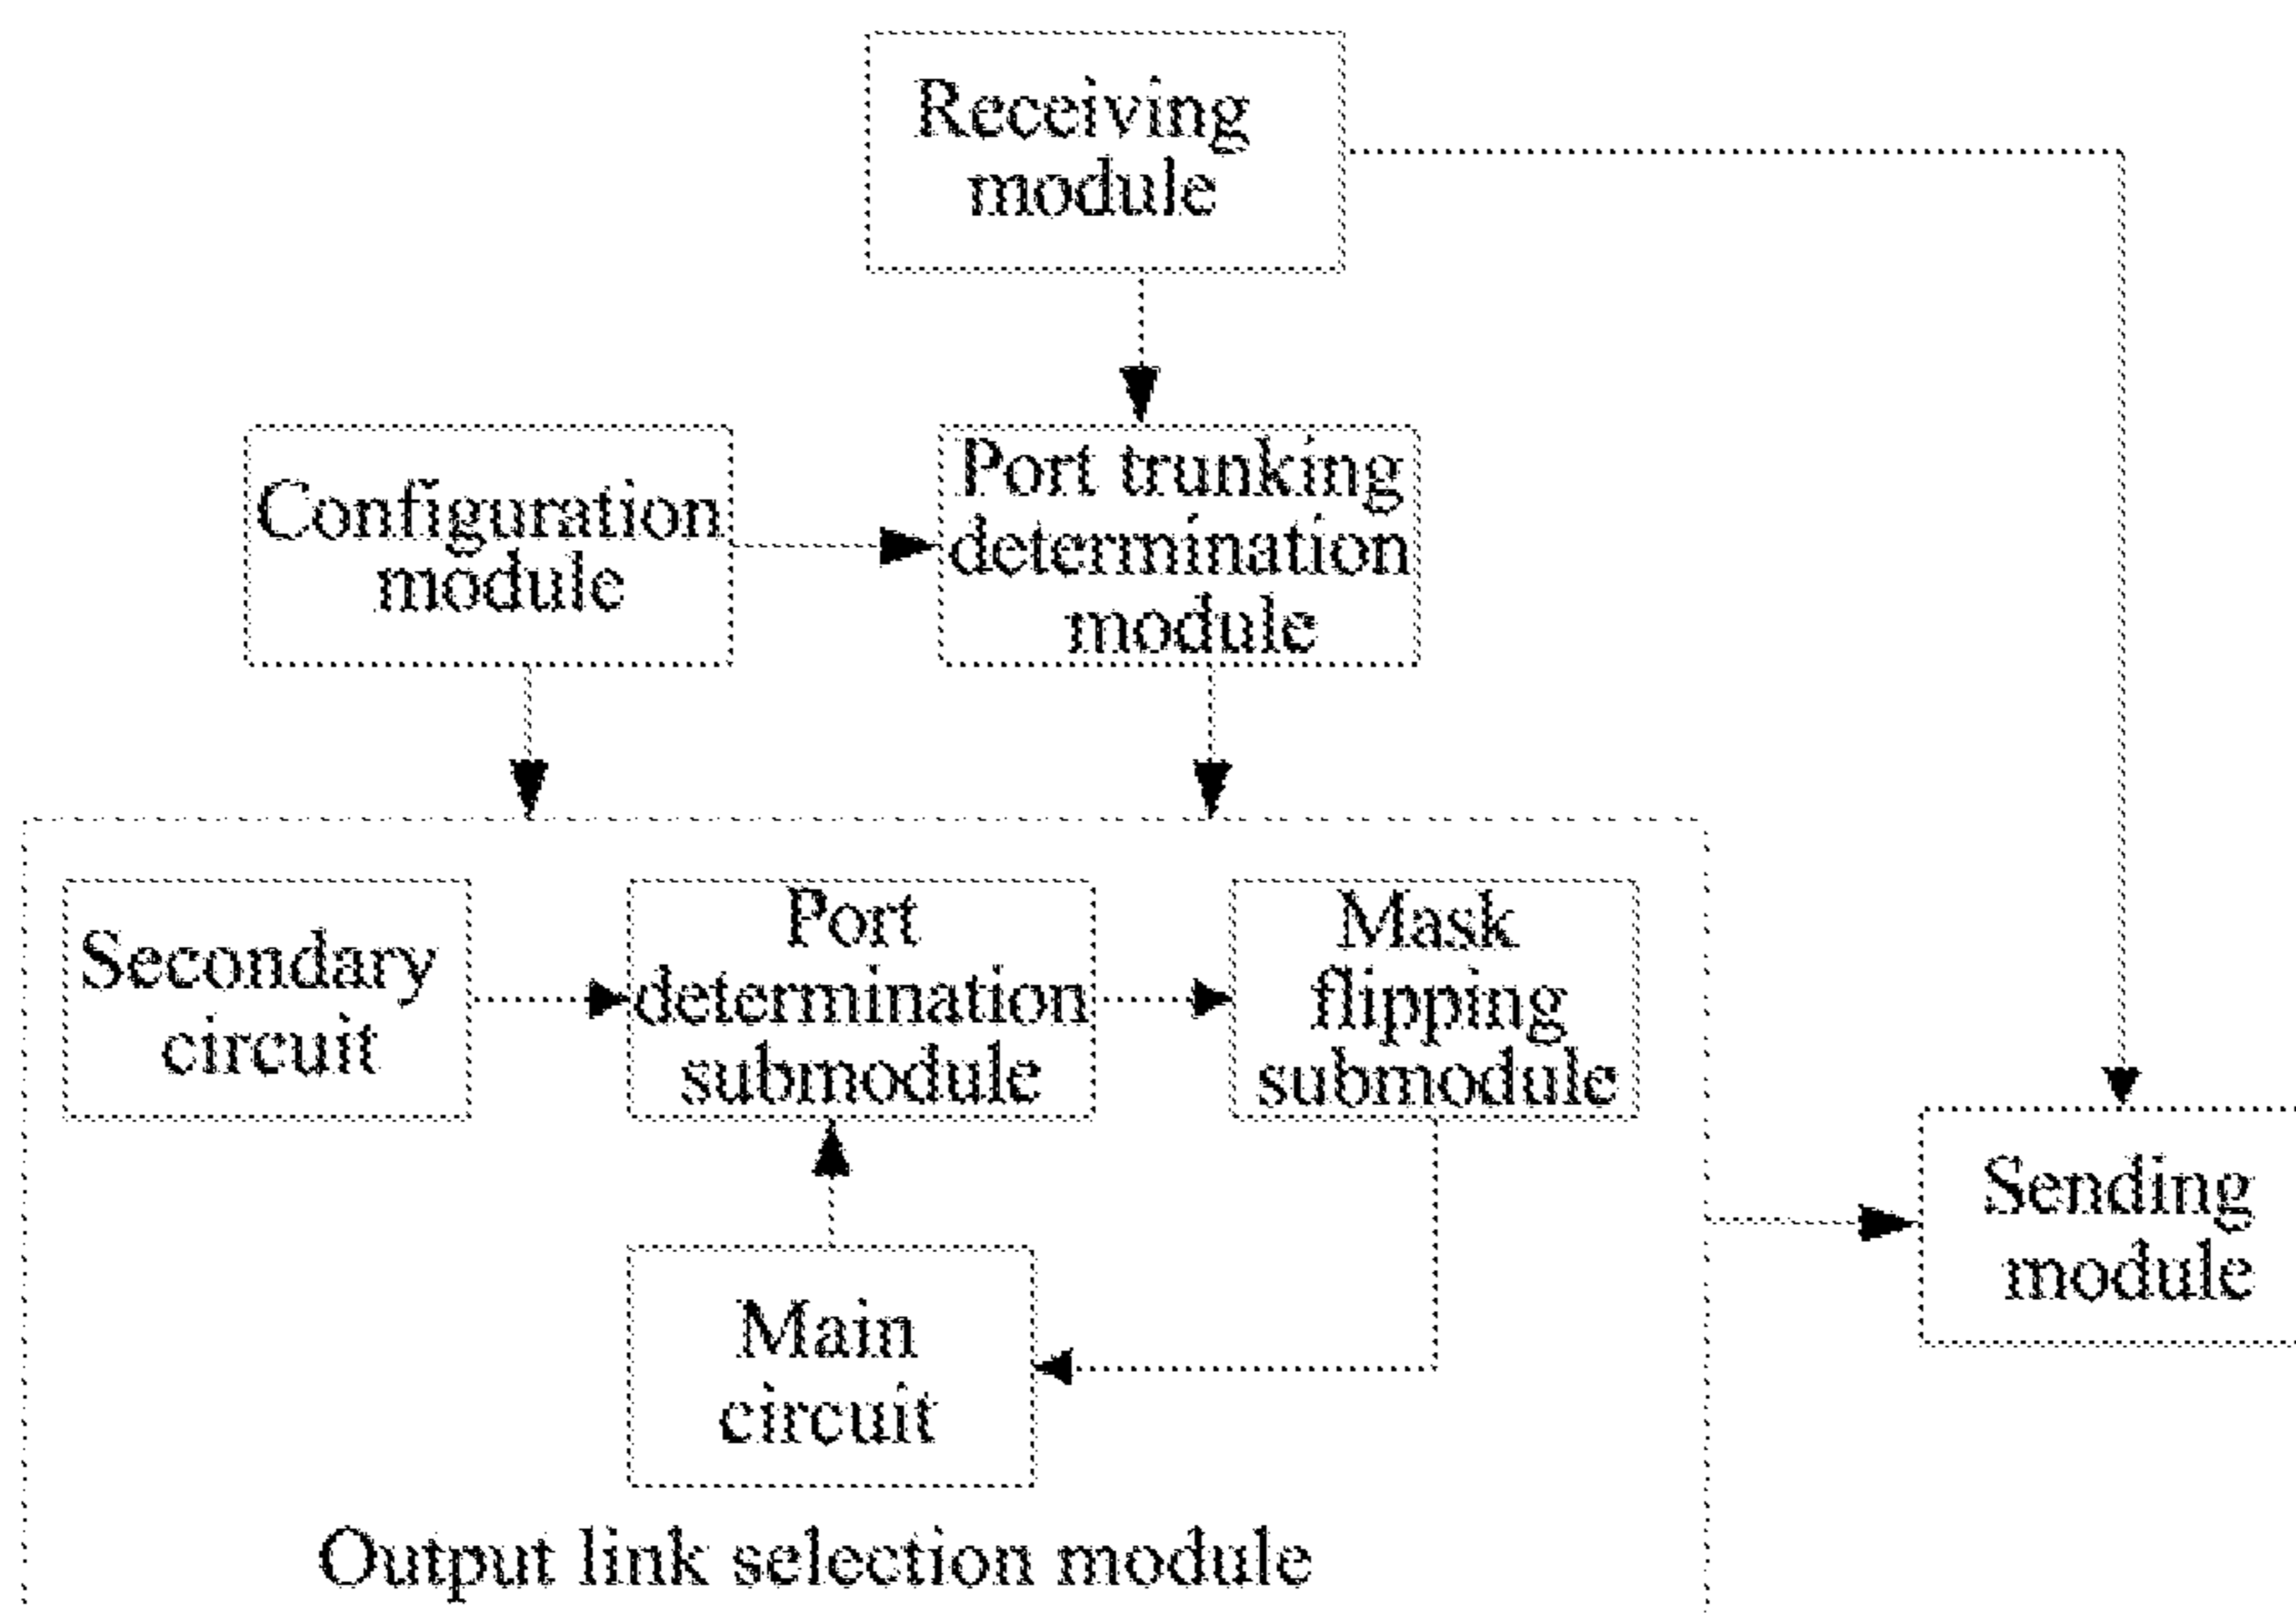 Receiving
module
Configuration
module
Port trunking
determination
module
Secondary
circuit
Port
determination
submodule
Mask
flipping
submodule
Sending
module
Main
circuit
Output link selection module